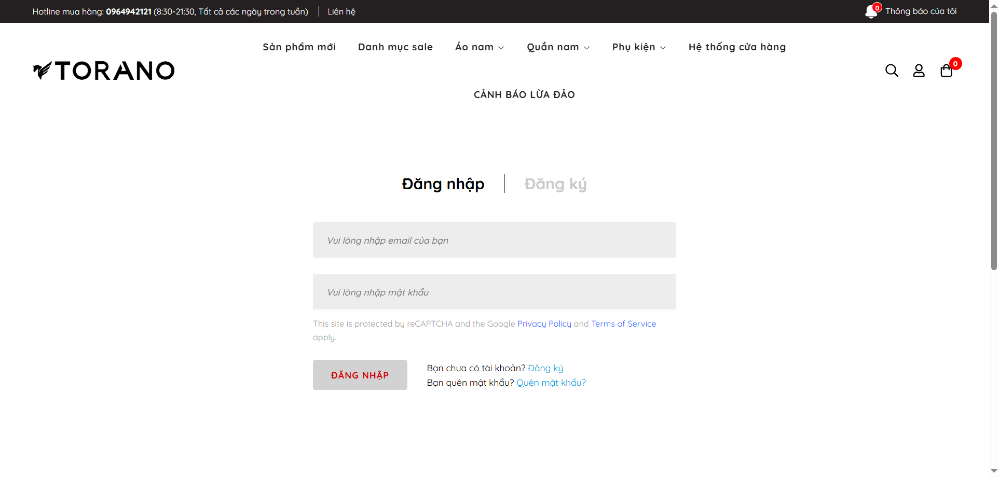 Hotline mua hàng: 0964942121 (8:30-21:30, Tất cả các ngày trong tuần) Liên hệ 0 Thông báo của tôi
Sản phẩm mới Danh mục sale Áo nam Quần nam Phụ kiện Hệ thống cửa hàng
TORANO 0
CẢNH BÁO LỪA ĐẢO
Đăng nhập Đăng ký
Vui lòng nhập email của bạn
Vui lòng nhập mật khẩu
This site is protected by reCAPTCHA and the Google Privacy Policy and Terms of Service
apply.
ĐĂNG NHẬP
Bạn chưa có tài khoản? Đăng ký
Bạn quên mật khẩu? Quên mật khẩu?